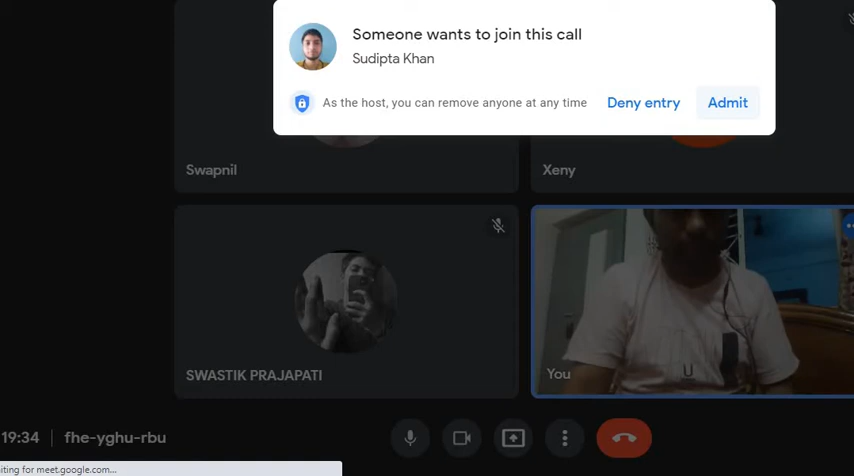 Someone wants to join this call
Sudipta Khan
As the host, you can remove anyone at any time
Deny entry
Admit
Swapnil
Xeny
SWASTIK PRAJAPATI
You
19:34 | fhe-yghu-rbu
iting for meet.google.com...